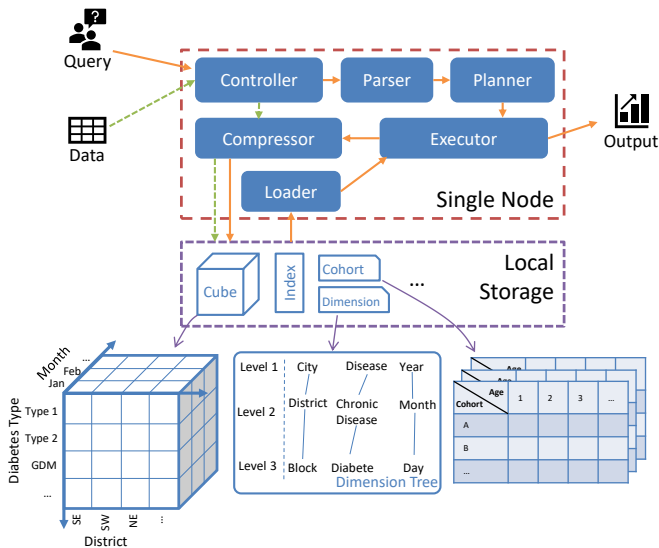 Query
Data
Controller
Parser
Planner
Compressor
Executor
Loader
Single Node
Output
Cube
Index
Cohort
Dimension
...
Local
Storage
Month
...
Feb
Jan
Diabetes Type
Type 1
Type 2
GDM
...
SE
SW
NE
...
District
Level 1
City
Disease
Year
Level 2
District
Chronic
Disease
Month
Level 3
Block
Diabete
Day
Dimension Tree
Age
Age
Age
Cohort
1
2
3
...
A
B
...